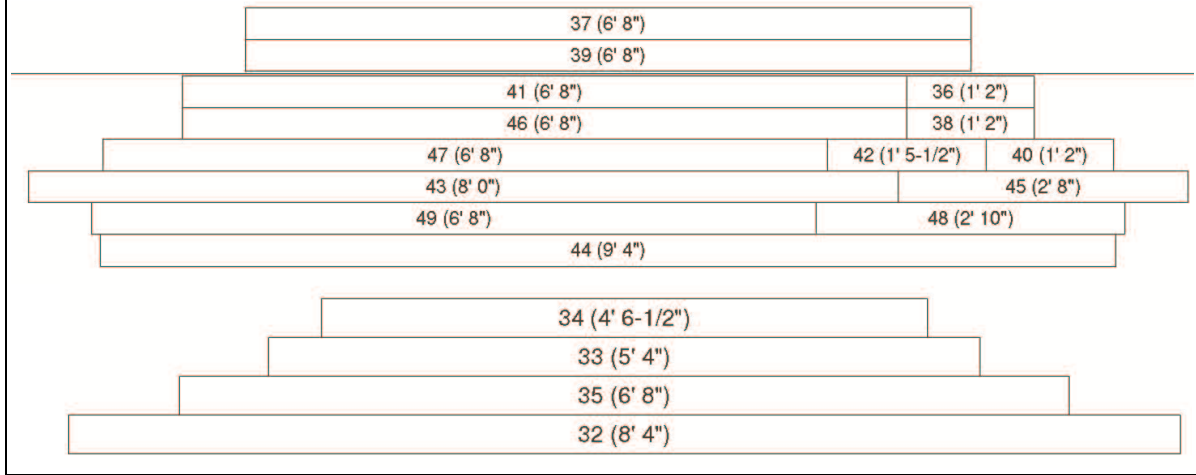 37 (6' 8")
39 (6' 8")
41 (6' 8") 36 (1' 2")
46 (6' 8") 38 (1' 2")
47 (6' 8") 42 (1' 5-1/2") 40 (1' 2")
43 (8' 0") 45 (2' 8")
49 (6' 8") 48 (2' 10")
44 (9' 4")
34 (4' 6-1/2")
33 (5' 4")
35 (6' 8")
32 (8' 4")